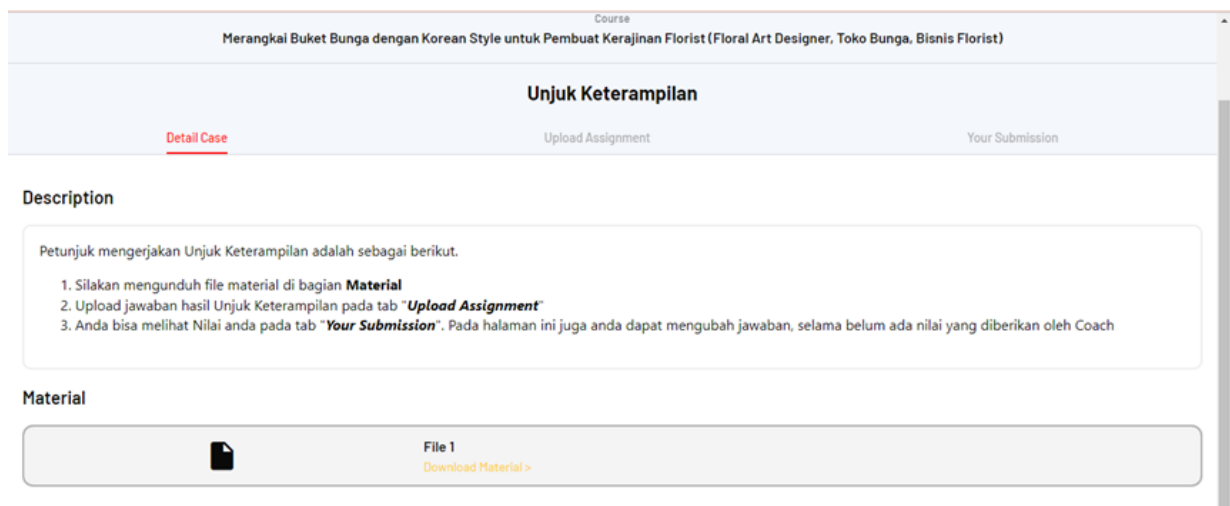 Course
Merangkai Buket Bunga dengan Korean Style untuk Pembuat Kerajinan Florist (Floral Art Designer, Toko Bunga, Bisnis Florist)
Unjuk Keterampilan
Detail Case
Upload Assignment
Your Submission
Description
Petunjuk mengerjakan Unjuk Keterampilan adalah sebagai berikut.
1. Silakan mengunduh file material di bagian Material
2. Upload jawaban hasil Unjuk Keterampilan pada tab "Upload Assignment"
3. Anda bisa melihat Nilai anda pada tab "Your Submission". Pada halaman ini juga anda dapat mengubah jawaban, selama belum ada nilai yang diberikan oleh Coach
Material
File 1
Download Material >